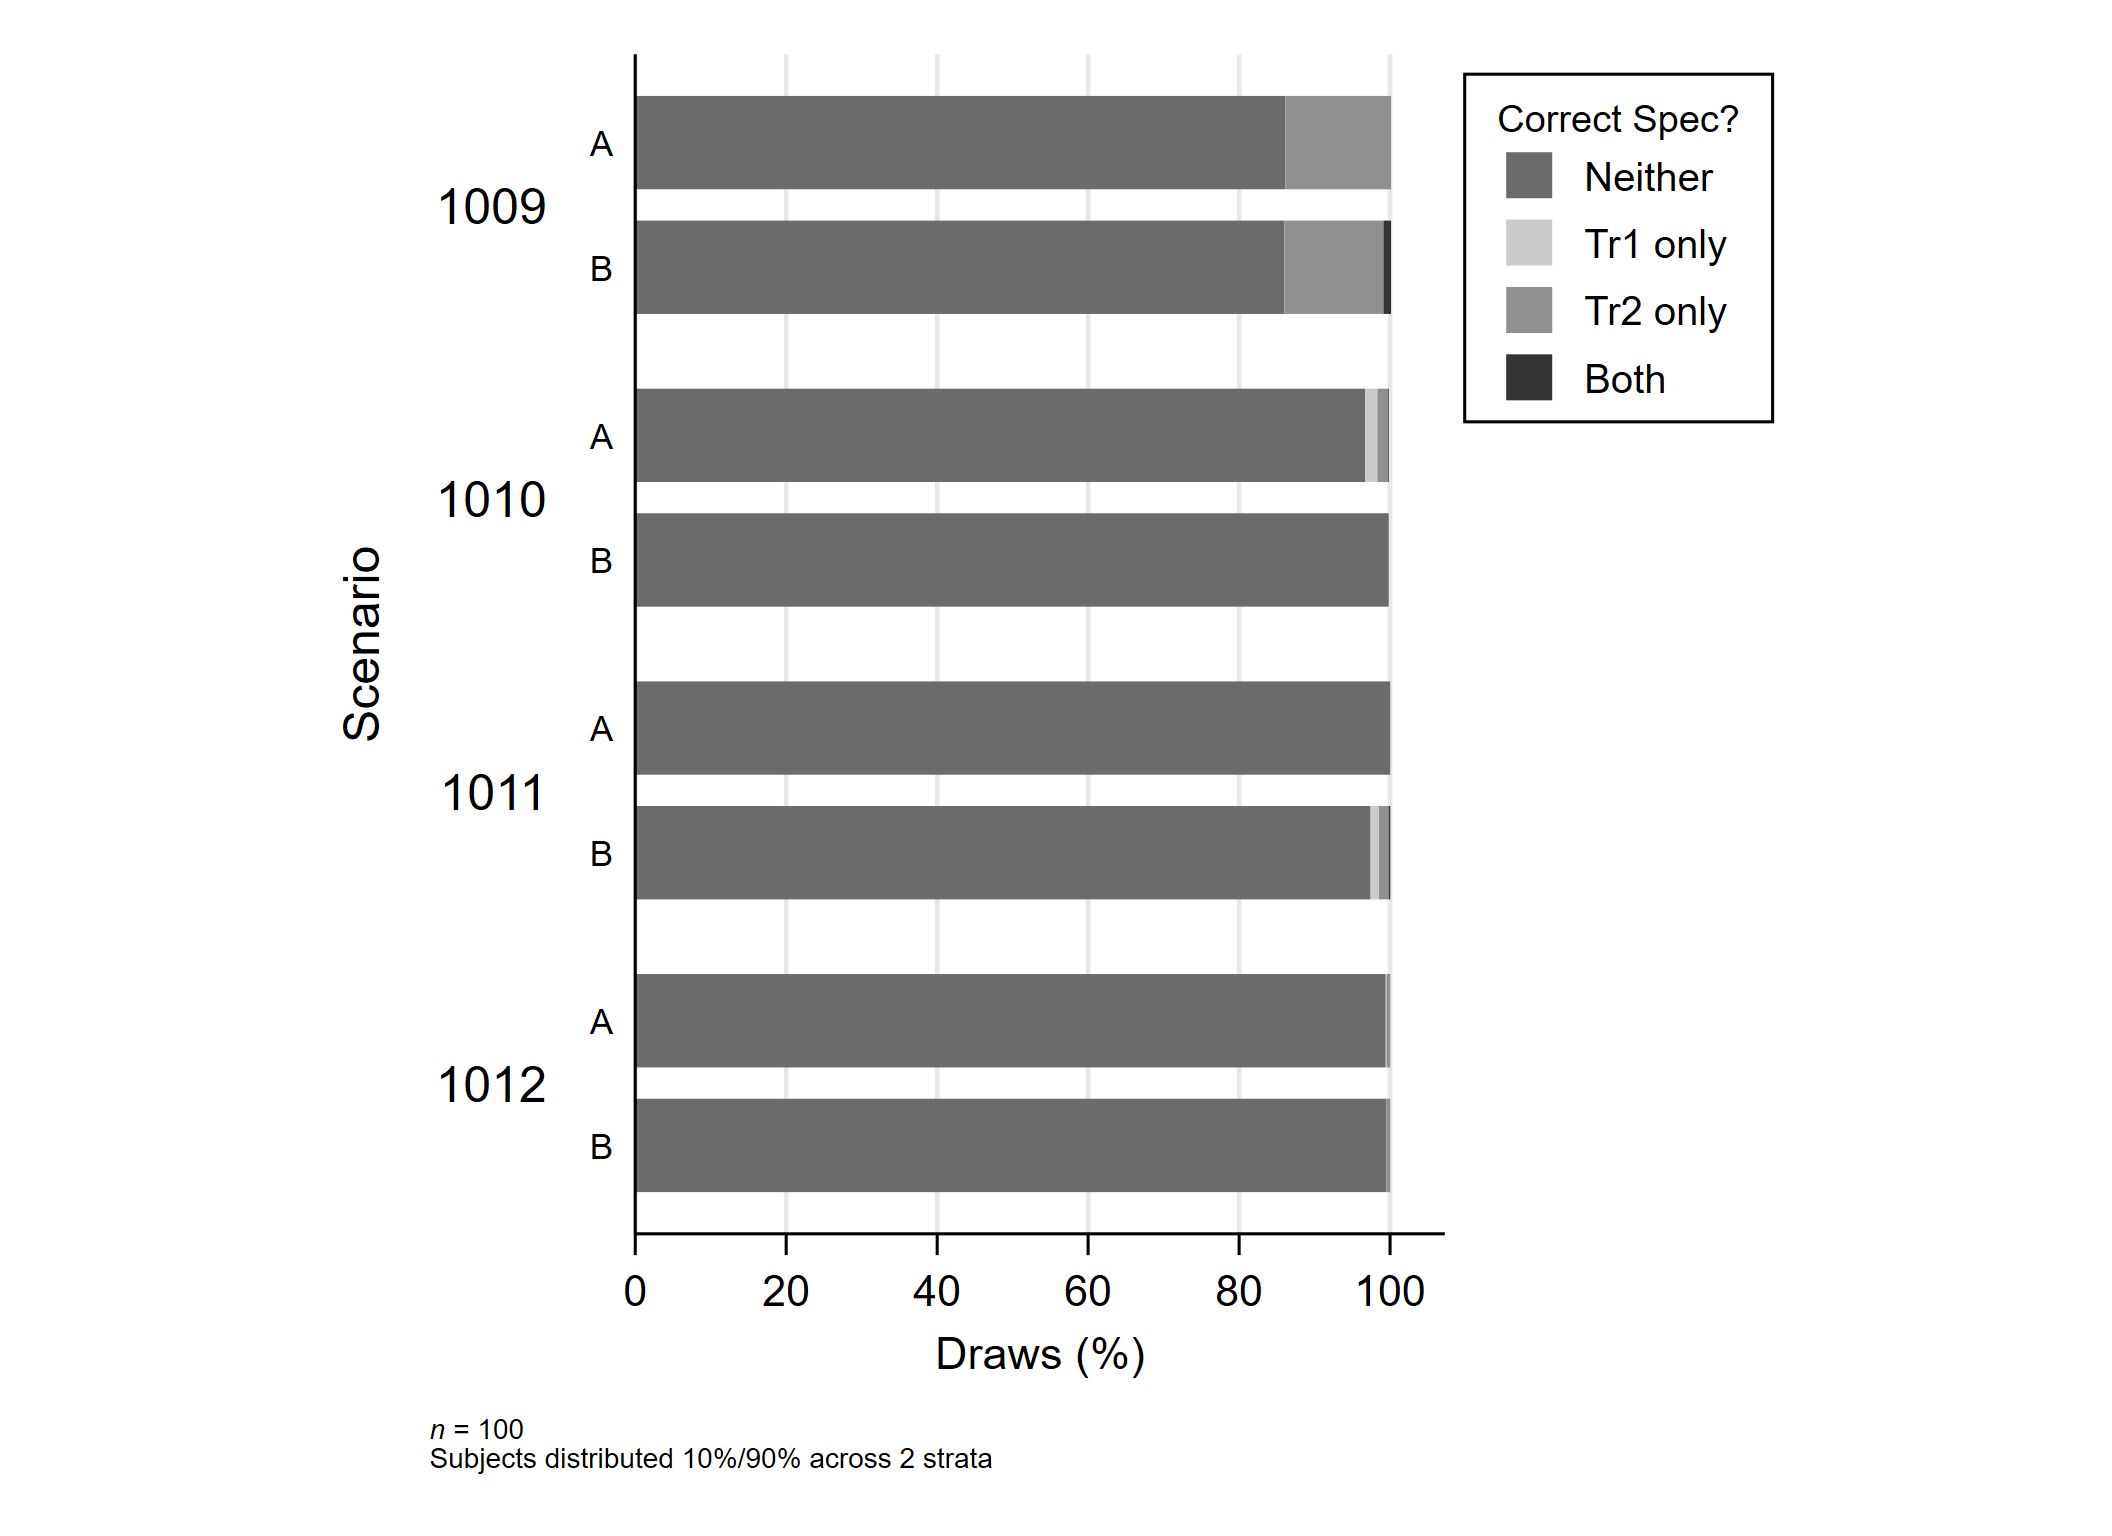 Scenario
1009
A
B
1010
A
B
1011
A
B
1012
A
B
0 20 40 60 80 100
Draws (%)
Correct Spec?
Neither
Tr1 only
Tr2 only
Both
n = 100
Subjects distributed 10%/90% across 2 strata